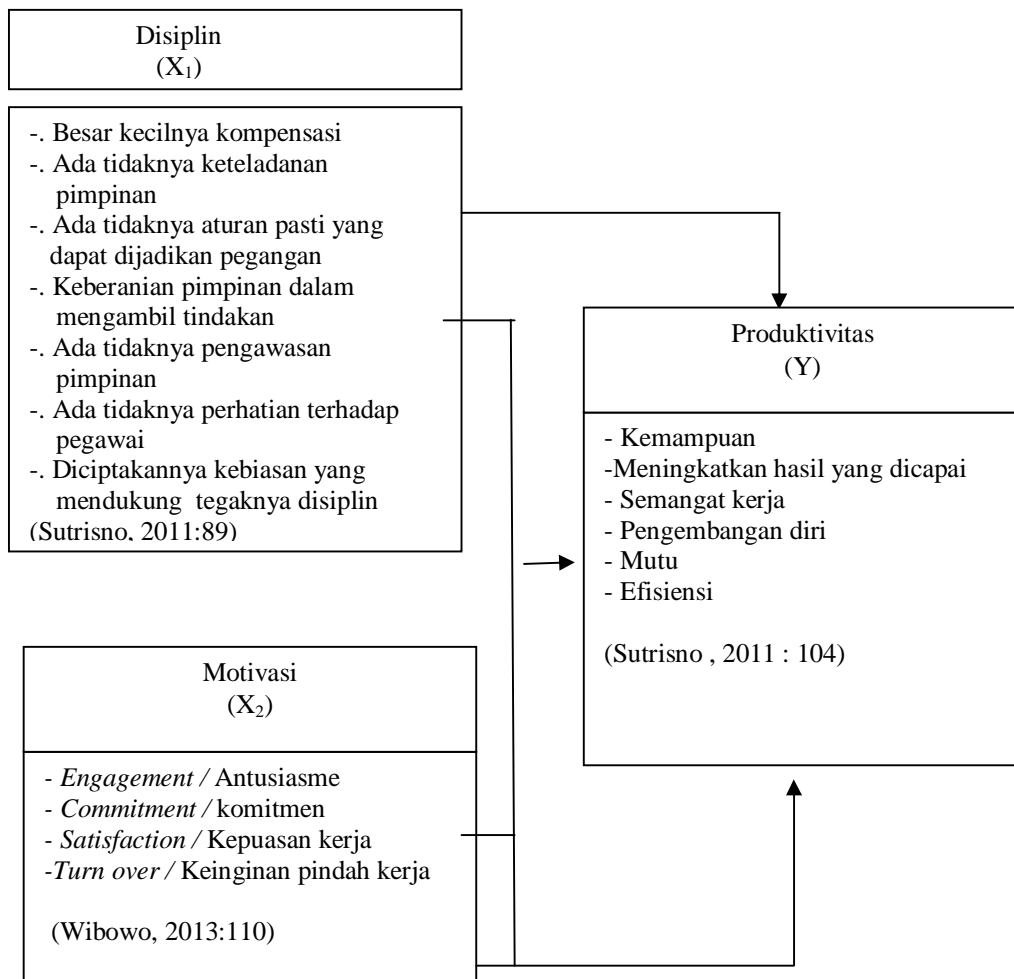 Disiplin
(X₁)
-. Besar kecilnya kompensasi
-. Ada tidaknya keteladanan
pimpinan
-. Ada tidaknya aturan pasti yang
dapat dijadikan pegangan
-. Keberanian pimpinan dalam
mengambil tindakan
-. Ada tidaknya pengawasan
pimpinan
-. Ada tidaknya perhatian terhadap
pegawai
-. Diciptakannya kebiasan yang
mendukung tegaknya disiplin
(Sutrisno, 2011:89)
Motivasi
(X₂)
- Engagement / Antusiasme
- Commitment / komitmen
- Satisfaction / Kepuasan kerja
-Turn over / Keinginan pindah kerja
(Wibowo, 2013:110)
Produktivitas
(Y)
- Kemampuan
-Meningkatkan hasil yang dicapai
- Semangat kerja
- Pengembangan diri
- Mutu
- Efisiensi
(Sutrisno , 2011 : 104)